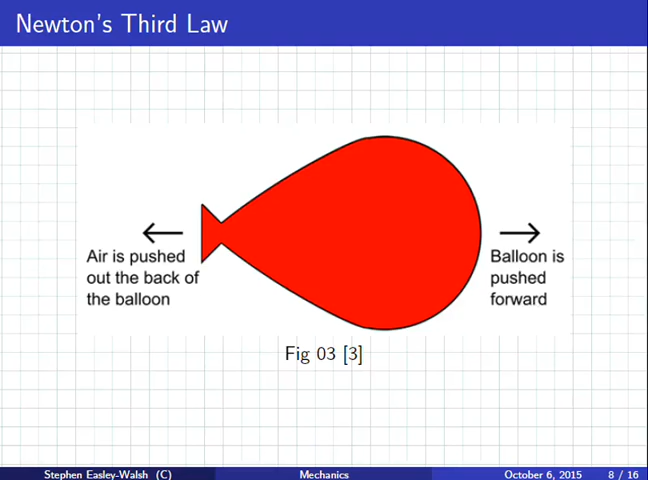 Newton's Third Law
Air is pushed
out the back of
the balloon
Balloon is
pushed
forward
Fig 03 [3]
Stephen Easley-Walsh (C) Mechanics October 6, 2015 8 / 16